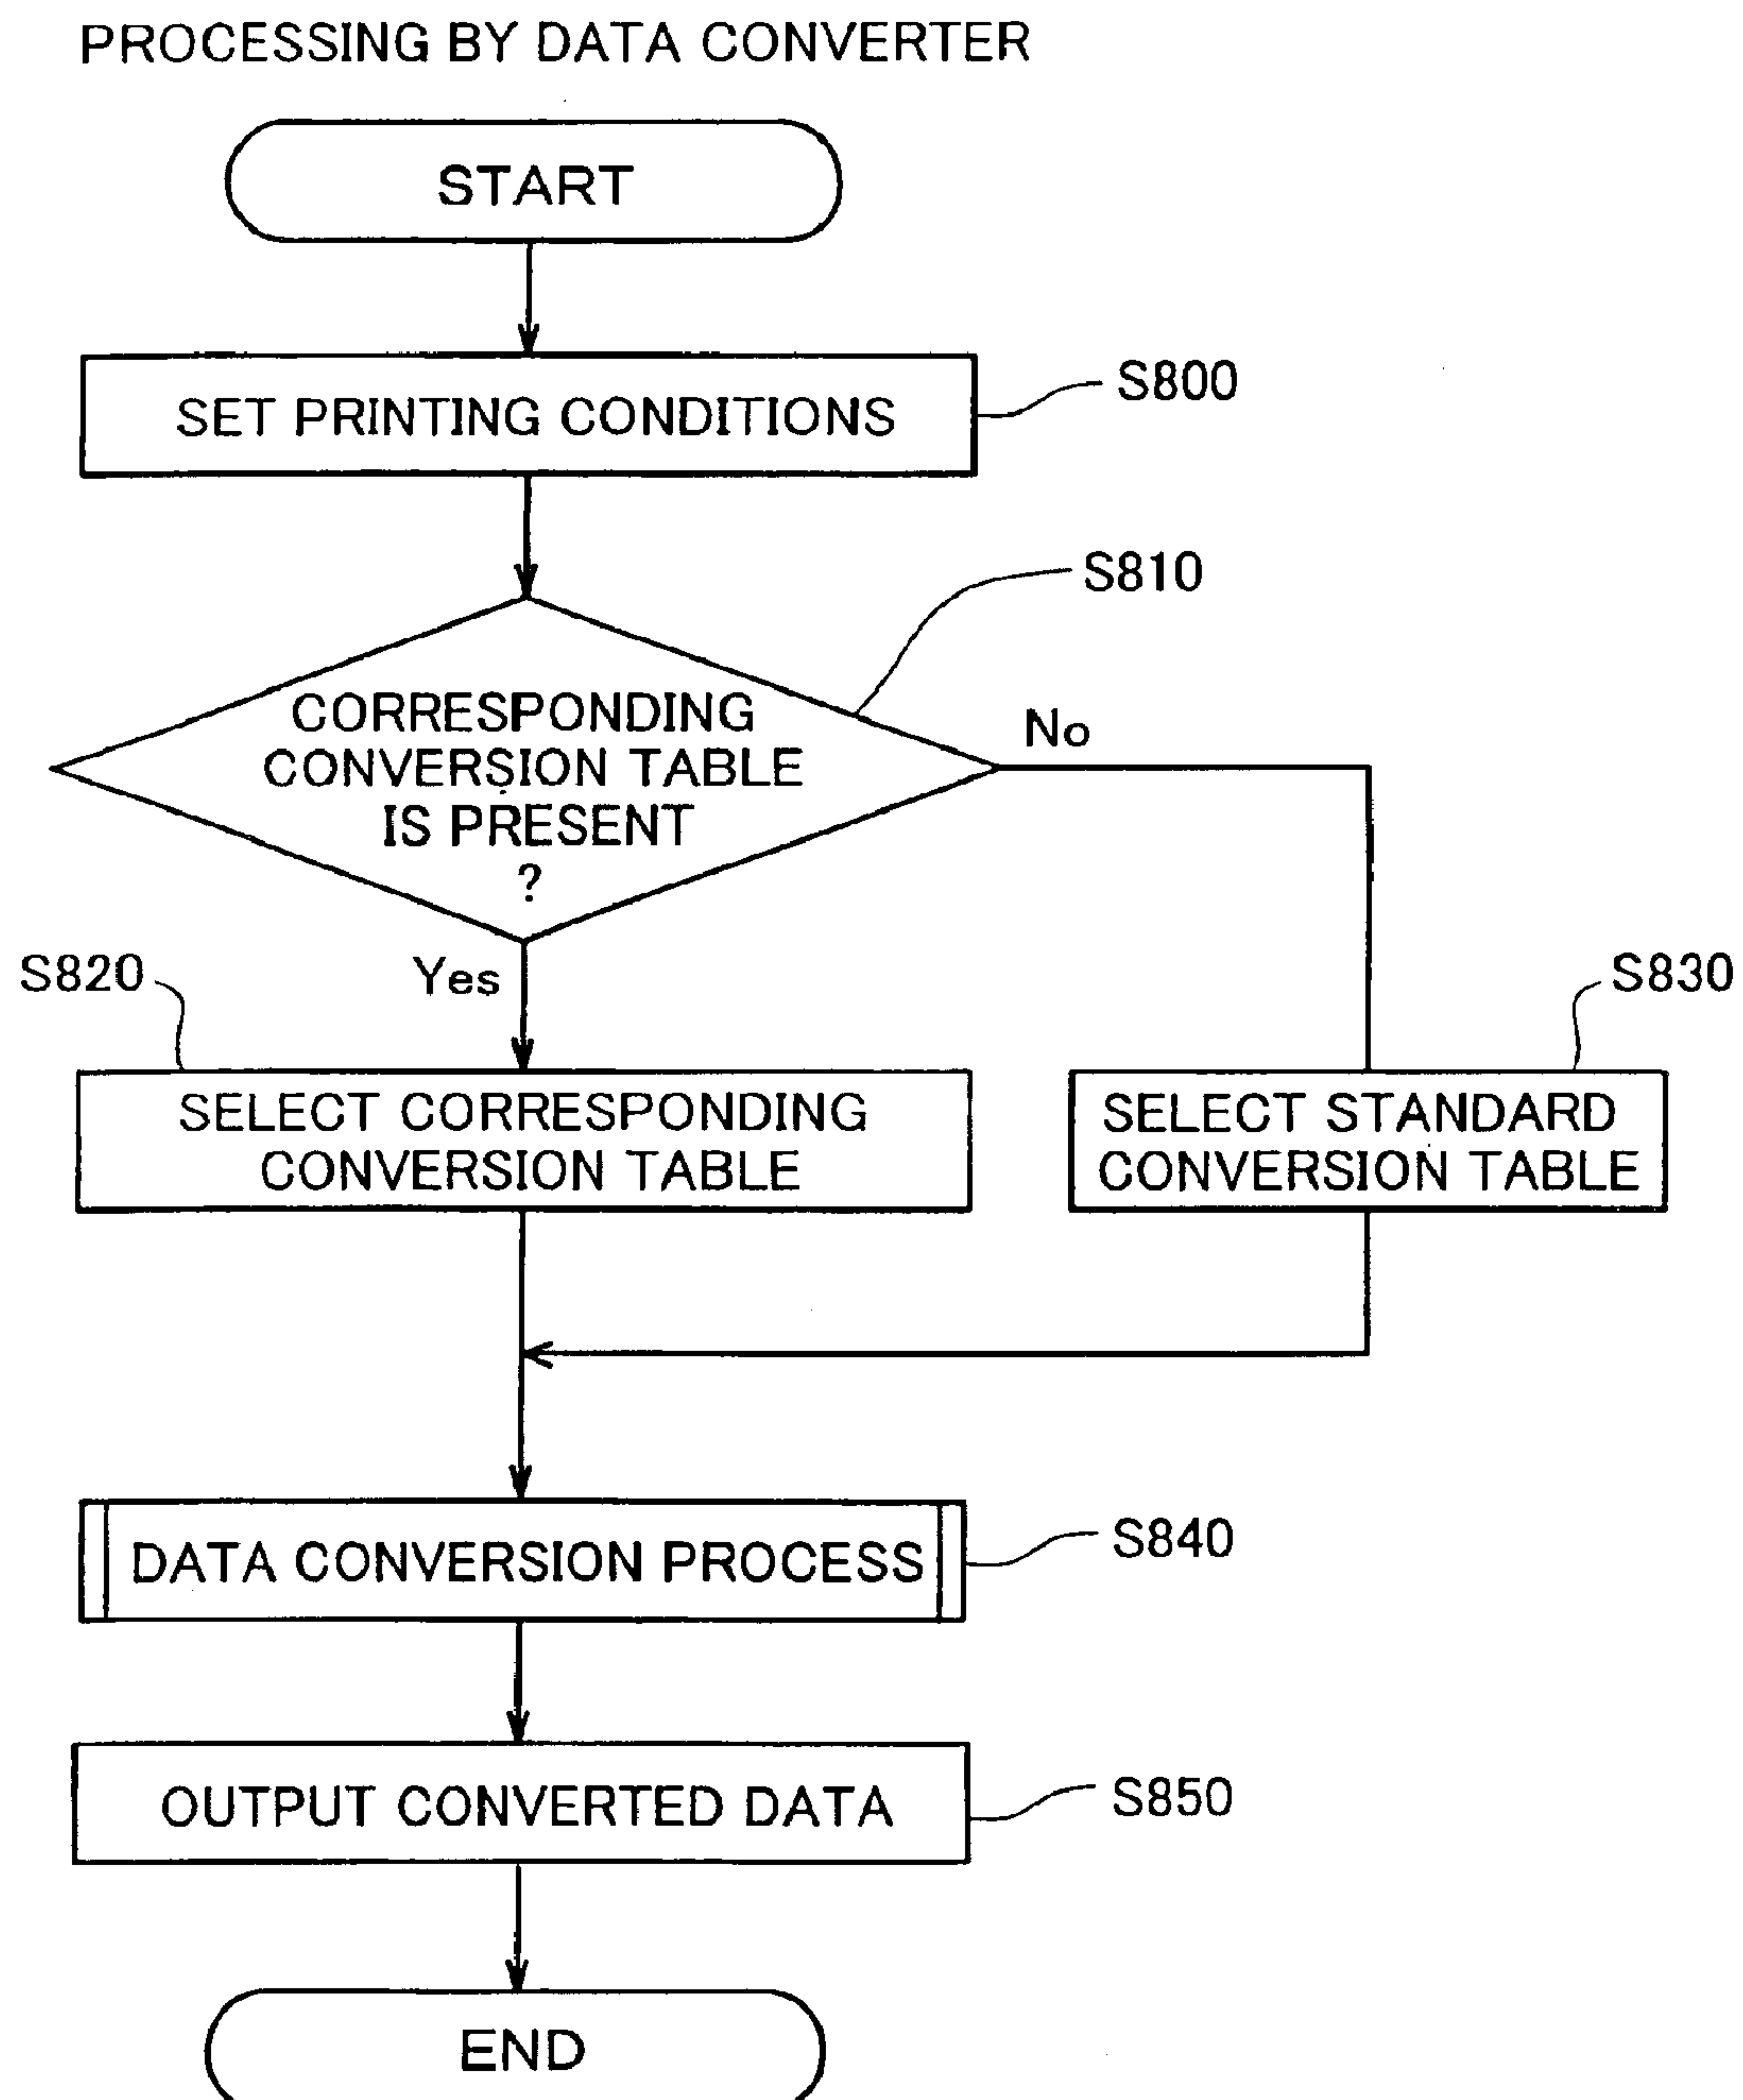 PROCESSING BY DATA CONVERTER
START
SET PRINTING CONDITIONS
S800
S810
CORRESPONDING
CONVERSION TABLE
IS PRESENT
?
No
Yes
S820
SELECT CORRESPONDING
CONVERSION TABLE
S830
SELECT STANDARD
CONVERSION TABLE
DATA CONVERSION PROCESS
S840
OUTPUT CONVERTED DATA
S850
END